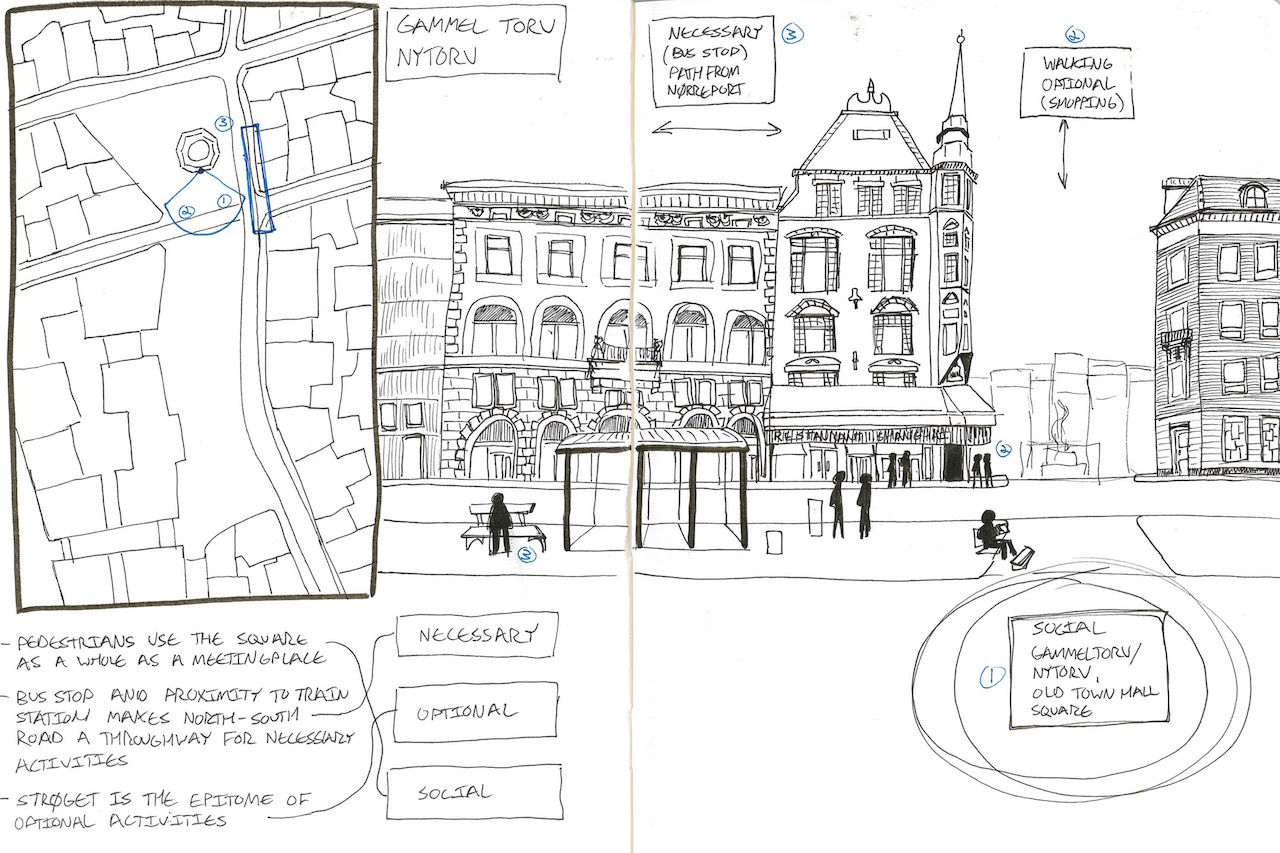 GAMMEL TORV
NYTORV
NECESSARY
(BUS STOP)
PATH FROM
NØRREPORT
3
2
WALKING
OPTIONAL
(SHOPPING)
3
2
1
RESTAURANT SHANGHAI
2
3
- PEDESTRIANS USE THE SQUARE
AS A WHOLE AS A MEETINGPLACE
- BUS STOP AND PROXIMITY TO TRAIN
STATION MAKES NORTH-SOUTH
ROAD A THROUGHWAY FOR NECESSARY
ACTIVITIES
- STRØGET IS THE EPITOME OF
OPTIONAL ACTIVITIES
NECESSARY
OPTIONAL
SOCIAL
1
SOCIAL
GAMMELTORV/
NYTORV,
OLD TOWN HALL
SQUARE